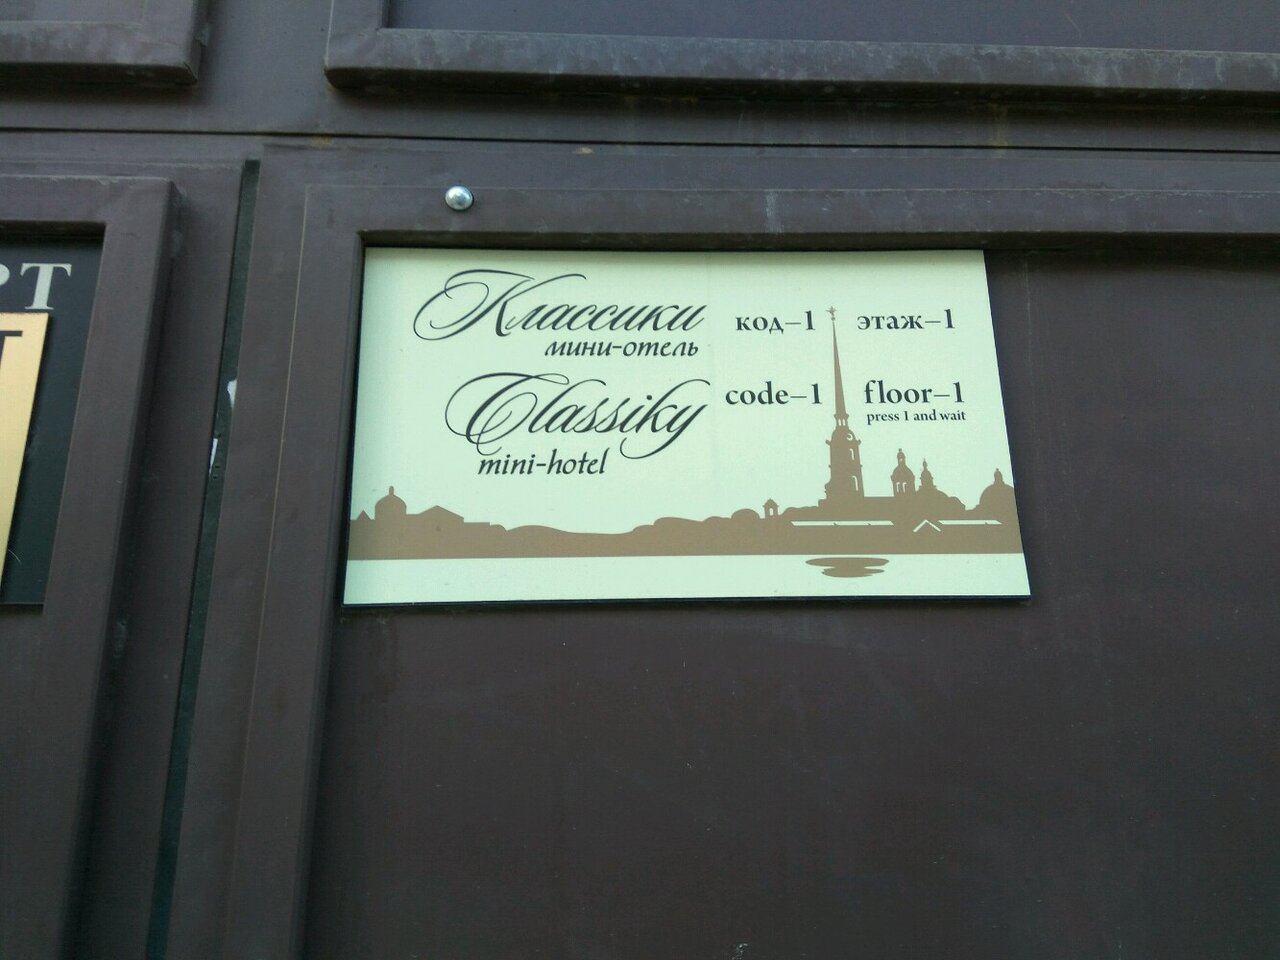 Классики
мини-отель
код–1
этаж–1
Classiky
mini-hotel
code–1
floor–1
press 1 and wait